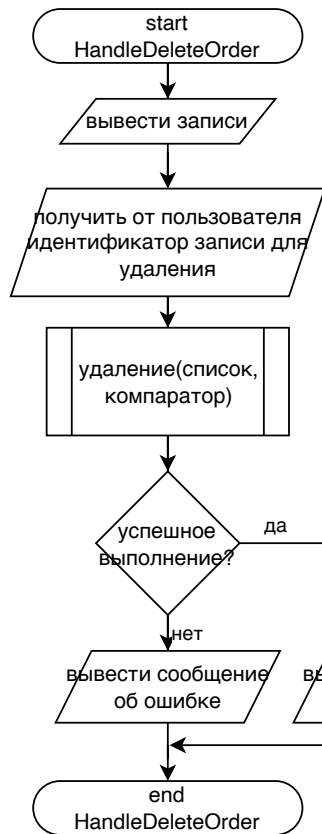 start
HandleDeleteOrder
вывести записи
получить от пользователя
идентификатор записи для
удаления
удаление(список,
компаратор)
успешное
выполнение?
да
нет
вывести сообщение
об ошибке
end
HandleDeleteOrder